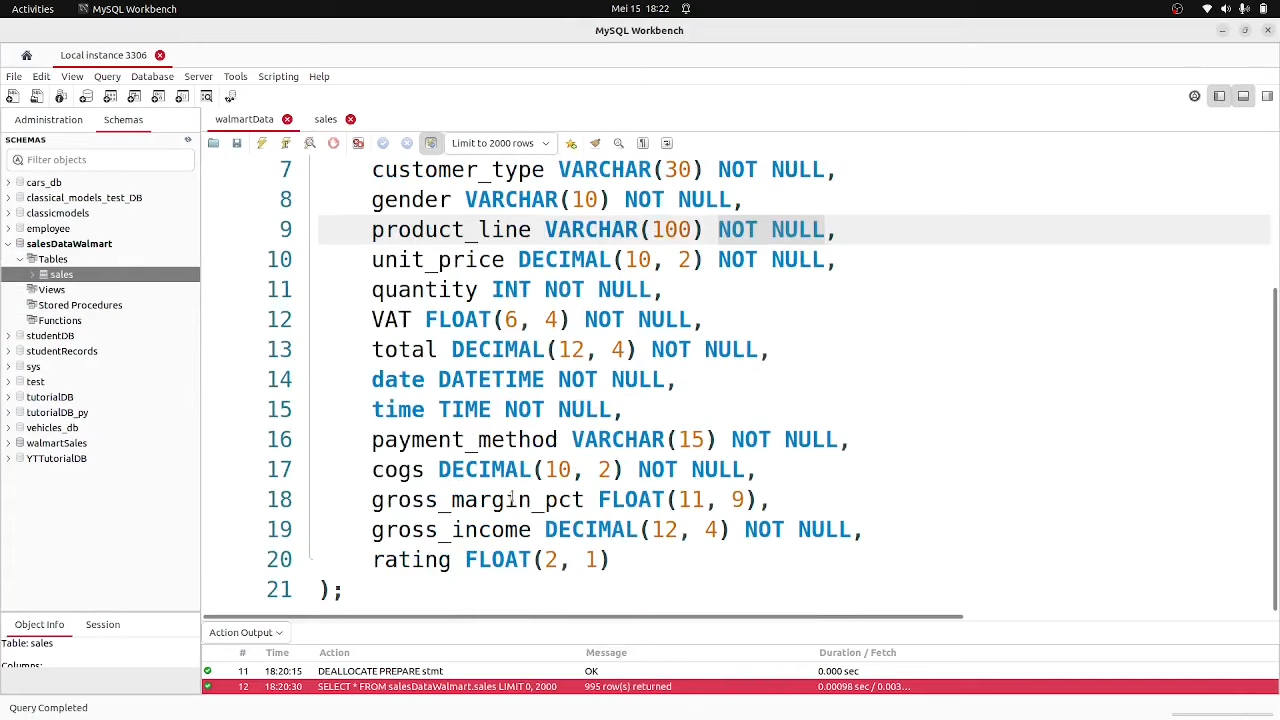 Activities
MySQL Workbench
Mei 15 18:22
MySQL Workbench
Local instance 3306
File Edit View Query Database Server Tools Scripting Help
Administration Schemas
walmartData
sales
SCHEMAS
Filter objects
Limit to 2000 rows
cars_db
classical_models_test_DB
classicmodels
employee
salesDataWalmart
Tables
sales
Views
Stored Procedures
Functions
studentDB
studentRecords
sys
test
tutorialDB
tutorialDB_py
vehicles_db
walmartSales
YTTutorialDB
7 customer_type VARCHAR(30) NOT NULL,
8 gender VARCHAR(10) NOT NULL,
9 product_line VARCHAR(100) NOT NULL,
10 unit_price DECIMAL(10, 2) NOT NULL,
11 quantity INT NOT NULL,
12 VAT FLOAT(6, 4) NOT NULL,
13 total DECIMAL(12, 4) NOT NULL,
14 date DATETIME NOT NULL,
15 time TIME NOT NULL,
16 payment_method VARCHAR(15) NOT NULL,
17 cogs DECIMAL(10, 2) NOT NULL,
18 gross_margin_pct FLOAT(11, 9),
19 gross_income DECIMAL(12, 4) NOT NULL,
20 rating FLOAT(2, 1)
21 );
Object Info Session
Table: sales
Columns:
Action Output
# Time Action Message Duration / Fetch
11 18:20:15 DEALLOCATE PREPARE stmt OK 0.000 sec
12 18:20:30 SELECT * FROM salesDataWalmart.sales LIMIT 0, 2000 995 row(s) returned 0.00098 sec / 0.003...
Query Completed